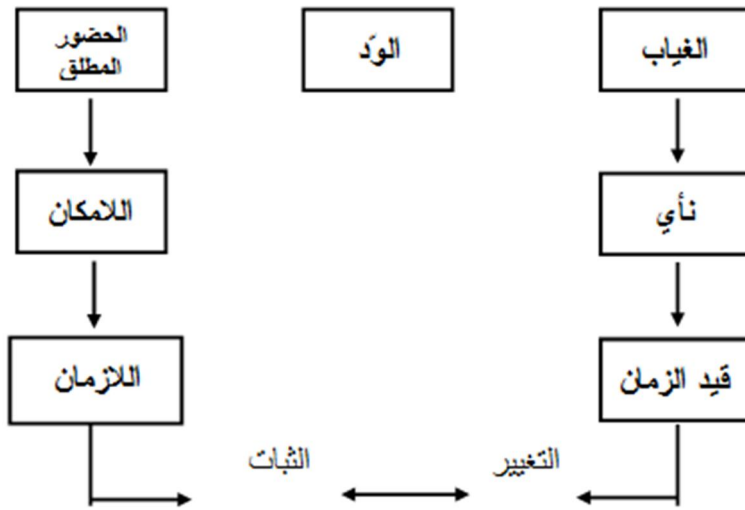 الغياب
الودّ
الحضور
المطلق
نأي
اللامكان
قيد الزمان
اللازمان
التغيير
الثبات